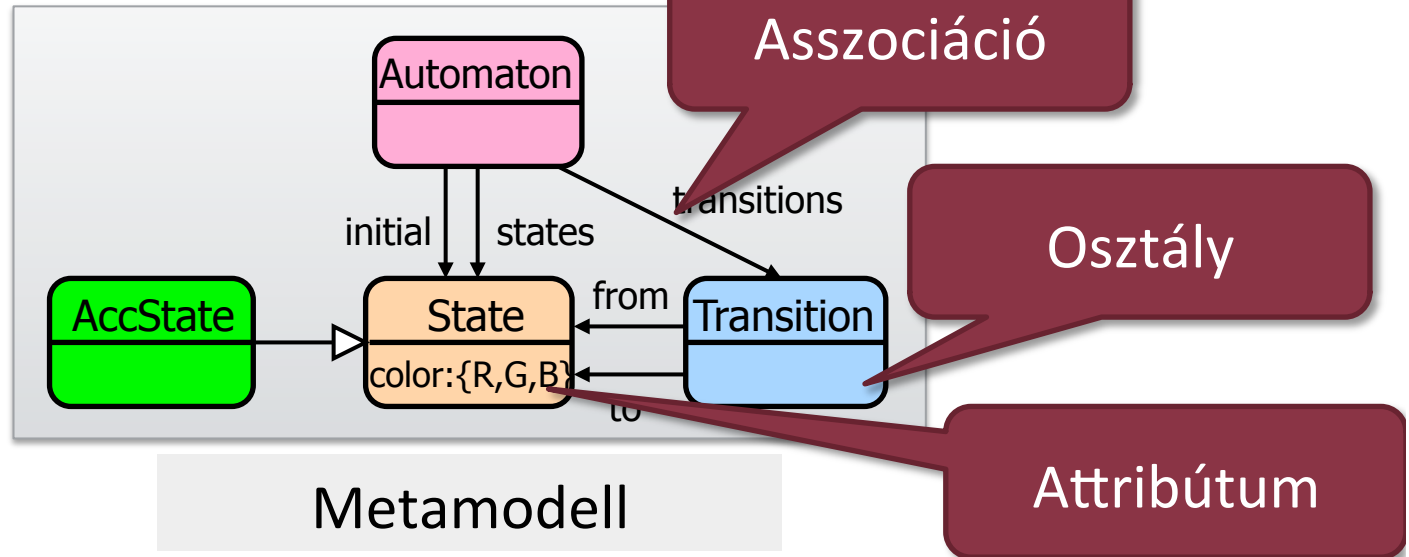 Asszociáció
Automaton
transitions
initial
states
Osztály
AccState
State
from
Transition
color:{R,G,B}
to
Attribútum
Metamodell